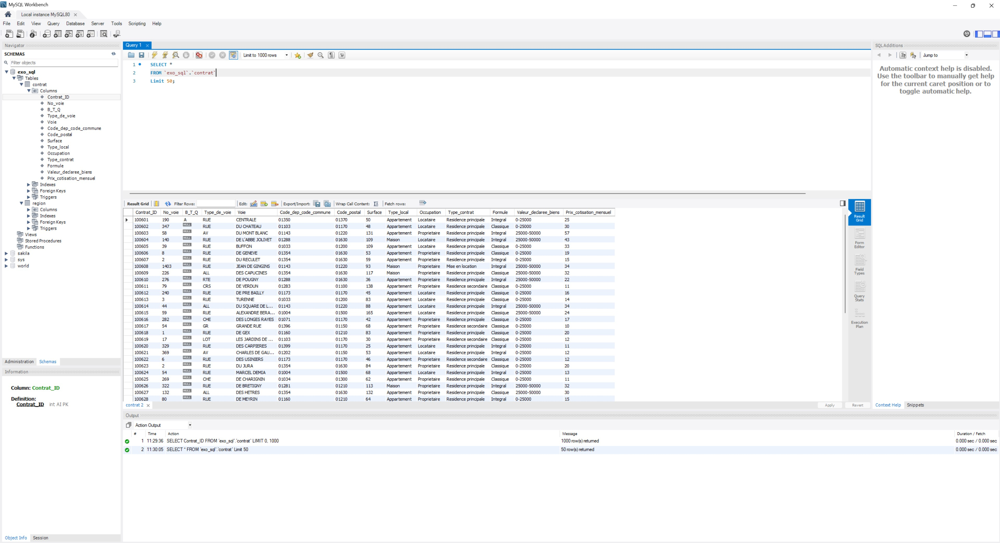 MySQL Workbench
Local instance MySQL80
File Edit View Query Database Server Tools Scripting Help
Navigator
SCHEMAS
Filter objects
exo_sql
Tables
contrat
Columns
Contrat_ID
No_voie
B_T_Q
Type_de_voie
Voie
Code_dep_code_commune
Code_postal
Surface
Type_local
Occupation
Type_contrat
Formule
Valeur_declaree_biens
Prix_cotisation_mensuel
Indexes
Foreign Keys
Triggers
region
Columns
Indexes
Foreign Keys
Triggers
Views
Stored Procedures
Functions
sakila
sys
world
Administration Schemas
Information
Column: Contrat_ID
Definition:
Contrat_ID int AI PK
Object Info Session
Query 1
Limit to 1000 rows
1 SELECT *
2 FROM `exo_sql`.`contrat`
3 Limit 50;
Result Grid Filter Rows: Edit: Export/Import: Wrap Cell Content: Fetch rows:
Contrat_ID No_voie B_T_Q Type_de_voie Voie Code_dep_code_commune Code_postal Surface Type_local Occupation Type_contrat Formule Valeur_declaree_biens Prix_cotisation_mensuel
100601 190 A RUE CENTRALE 01350 01370 50 Appartement Locataire Residence principale Integral 0-25000 25
100602 347 NULL RUE DU CHATEAU 01103 01170 48 Appartement Locataire Residence principale Classique 0-25000 30
100603 58 NULL AV DU MONT BLANC 01143 01220 131 Appartement Proprietaire Residence principale Integral 25000-50000 57
100604 140 NULL RUE DE L'ABBE JOLIVET 01288 01630 109 Maison Locataire Residence principale Integral 25000-50000 43
100605 39 NULL RUE BUFFON 01033 01200 109 Appartement Locataire Residence principale Classique 0-25000 33
100606 8 NULL RUE DE GENEVE 01354 01630 53 Appartement Proprietaire Residence principale Classique 0-25000 19
100607 2 NULL RUE DU RECULET 01354 01630 59 Appartement Proprietaire Residence principale Integral 0-25000 15
100608 1403 NULL RUE JEAN DE GINGINS 01143 01220 93 Maison Proprietaire Mise en location Integral 25000-50000 34
100609 226 NULL ALL DES CAPUCINES 01354 01630 117 Maison Proprietaire Residence principale Classique 25000-50000 32
100610 276 NULL RTE DE POUGNY 01288 01630 36 Appartement Proprietaire Residence principale Integral 25000-50000 22
100611 79 NULL CRS DE VERDUN 01283 01100 138 Appartement Proprietaire Residence secondaire Classique 0-25000 11
100612 240 NULL RUE DE PRE BAILLY 01173 01170 45 Appartement Locataire Residence principale Classique 0-25000 16
100613 3 NULL RUE TURENNE 01033 01200 83 Appartement Locataire Residence principale Classique 0-25000 14
100614 44 NULL ALL DU SQUARE DE L... 01143 01220 88 Appartement Locataire Residence principale Integral 25000-50000 34
100615 59 NULL RUE ALEXANDRE BERA... 01004 01500 165 Appartement Locataire Residence principale Classique 25000-50000 24
100616 282 NULL CHE DES LONGES RAYES 01071 01170 42 Appartement Proprietaire Residence principale Classique 0-25000 17
100617 54 NULL GR GRANDE RUE 01396 01150 68 Appartement Proprietaire Residence secondaire Classique 0-25000 10
100618 1 NULL RUE DE GEX 01160 01210 83 Appartement Proprietaire Residence principale Classique 0-25000 20
100619 17 NULL LOT LES JARDINS DE ... 01103 01170 30 Appartement Proprietaire Residence secondaire Classique 0-25000 12
100620 329 NULL RUE DES CARPIERES 01399 01170 25 Appartement Locataire Residence principale Integral 0-25000 11
100621 369 NULL AV CHARLES DE GAU... 01202 01150 53 Appartement Locataire Residence principale Integral 0-25000 12
100622 6 NULL RUE DES USINIERS 01173 01170 46 Appartement Proprietaire Residence secondaire Classique 0-25000 12
100623 2 NULL RUE DU JURA 01354 01630 84 Appartement Proprietaire Residence principale Classique 0-25000 20
100624 54 NULL RUE MARCEL DEMIA 01004 01500 68 Appartement Locataire Residence principale Integral 0-25000 13
100625 269 NULL CHE DE CHARIGNIN 01034 01300 62 Appartement Proprietaire Residence principale Classique 0-25000 11
100626 322 NULL RUE DE BRETIGNY 01281 01210 113 Maison Proprietaire Residence principale Integral 25000-50000 32
100627 132 NULL ALL DES HETRES 01354 01630 132 Appartement Proprietaire Residence principale Classique 25000-50000 30
100628 80 NULL RUE DE MEYRIN 01160 01210 64 Appartement Proprietaire Residence principale Integral 0-25000 15
Result Grid
Form Editor
Field Types
Query Stats
Execution Plan
contrat 2 Apply Revert
Output
Action Output
# Time Action Message Duration / Fetch
1 11:29:36 SELECT Contrat_ID FROM `exo_sql`.`contrat` LIMIT 0, 1000 1000 row(s) returned 0.000 sec / 0.000 sec
2 11:30:05 SELECT * FROM `exo_sql`.`contrat` Limit 50 50 row(s) returned 0.000 sec / 0.000 sec
SQLAdditions
Jump to
Automatic context help is disabled.
Use the toolbar to manually get help
for the current caret position or to
toggle automatic help.
Context Help Snippets